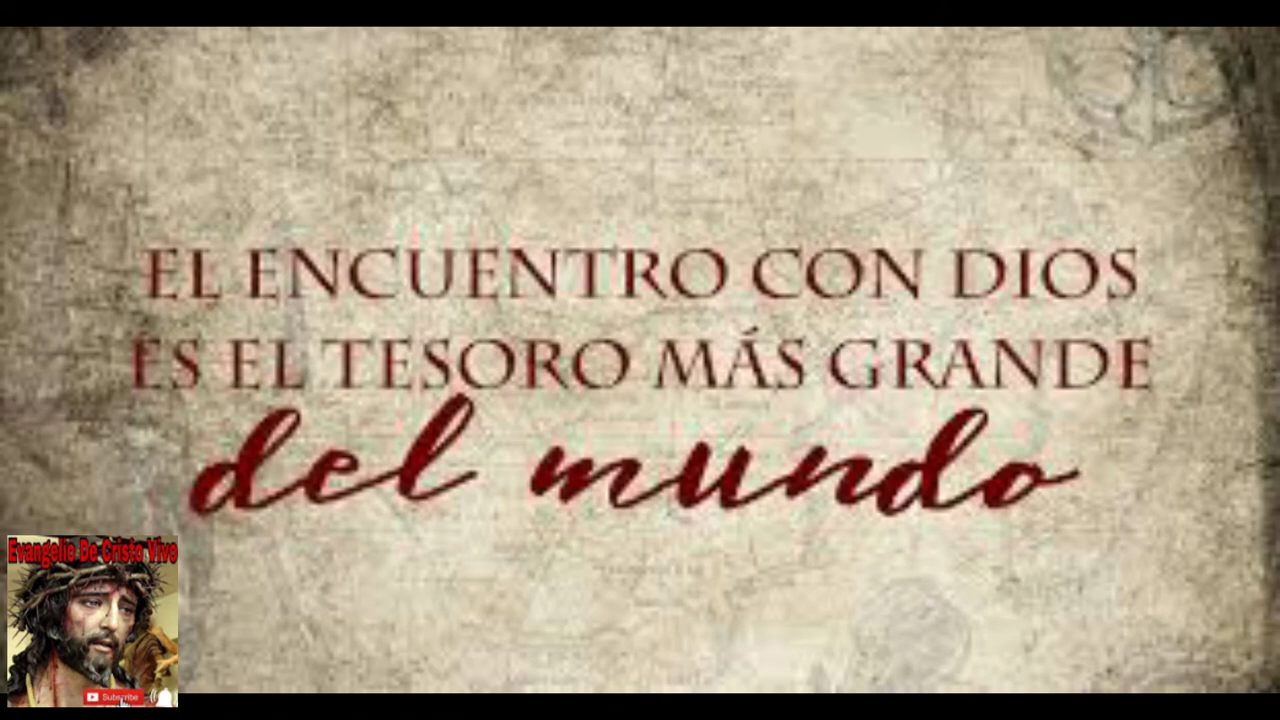 EL ENCUENTRO CON DIOS
ES EL TESORO MÁS GRANDE
del mundo
Evangelio De Cristo Vivo
Subscribe